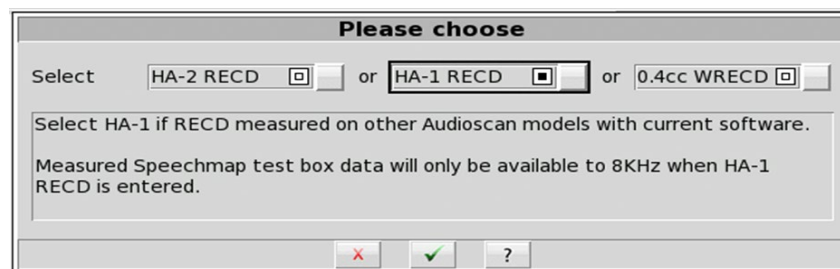 Please choose
Select HA-2 RECD or HA-1 RECD or 0.4cc WRECD
Select HA-1 if RECD measured on other Audioscan models with current software.
Measured Speechmap test box data will only be available to 8KHz when HA-1
RECD is entered.
X ✓ ?